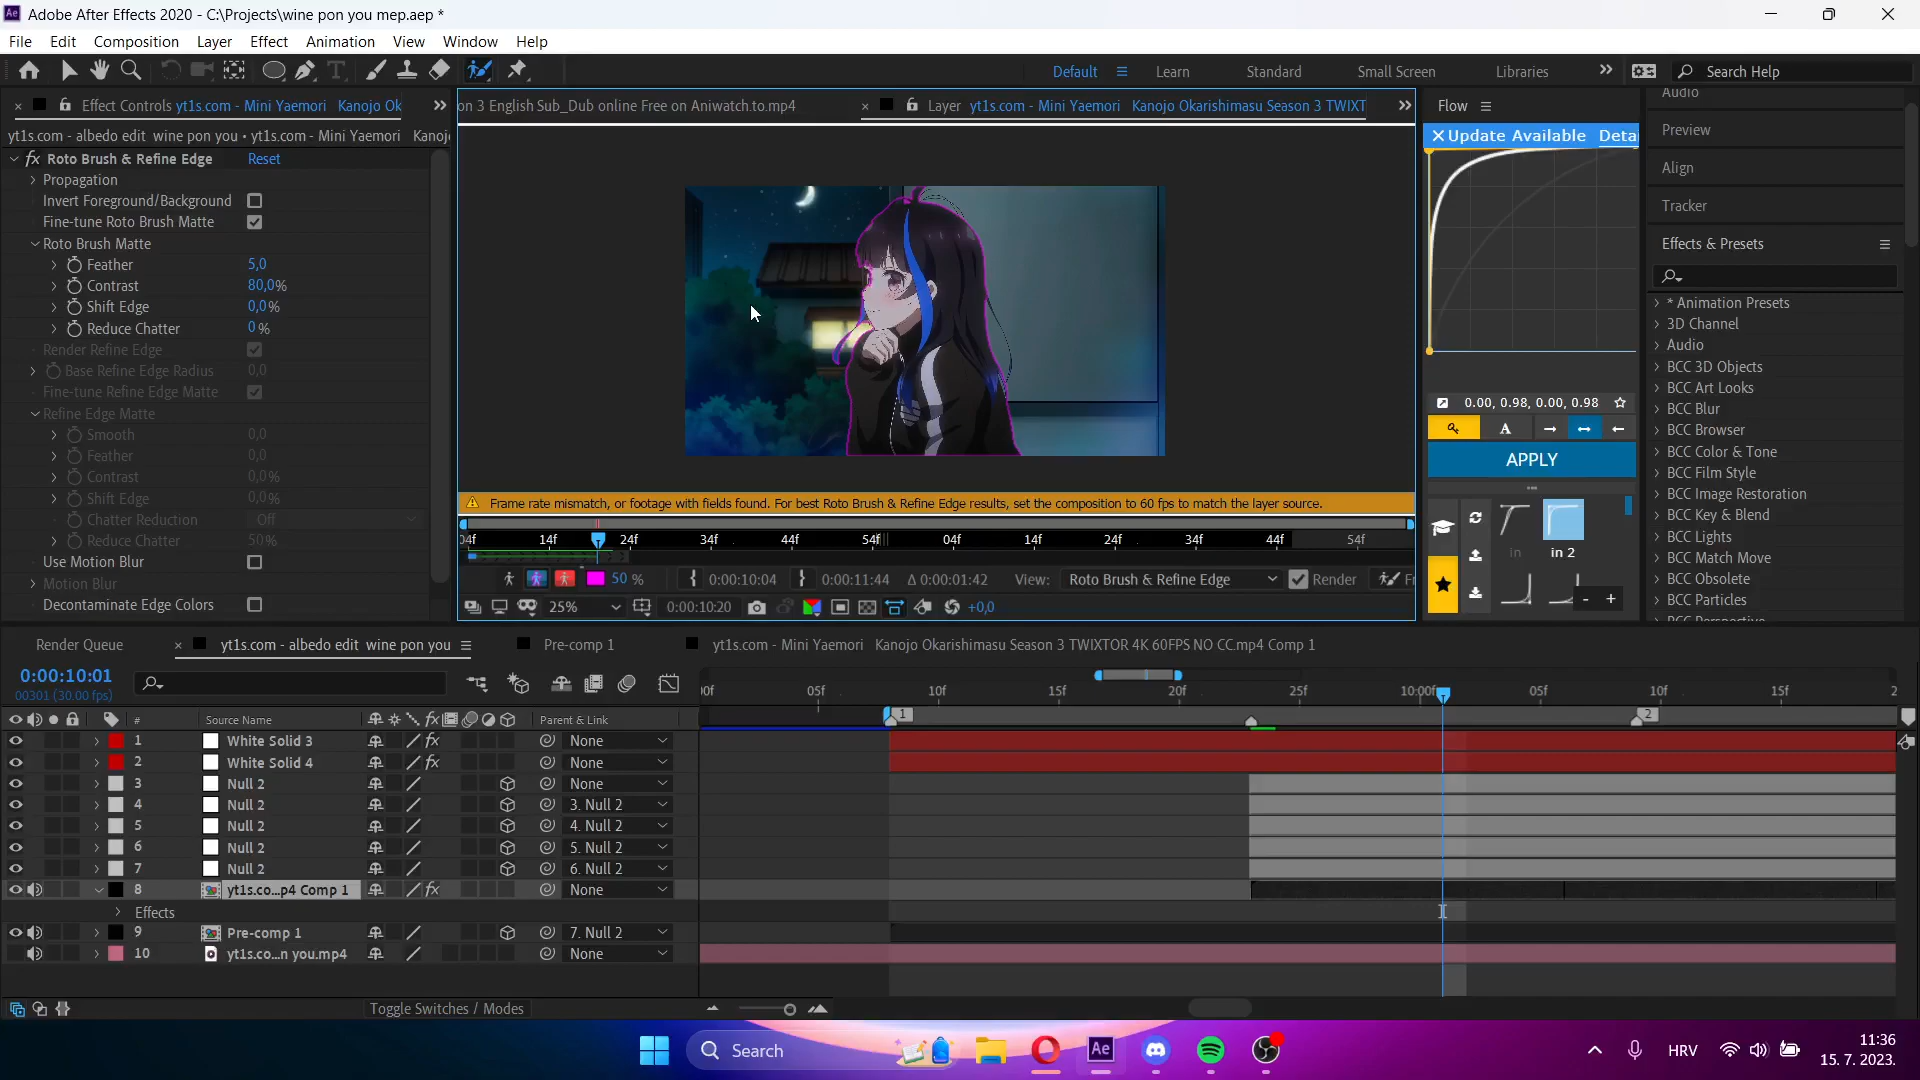 Adobe After Effects 2020 - C:\Projects\wine pon you mep.aep *
File Edit Composition Layer Effect Animation View Window Help
Default Learn Standard Small Screen Libraries Search Help
Effect Controls yt1s.com - Mini Yaemori Kanojo Ok
yt1s.com - albedo edit wine pon you • yt1s.com - Mini Yaemori Kanoj
fx Roto Brush & Refine Edge Reset
Propagation
Invert Foreground/Background
Fine-tune Roto Brush Matte
Roto Brush Matte
Feather 5,0
Contrast 80,0%
Shift Edge 0,0%
Reduce Chatter 0%
Render Refine Edge
Base Refine Edge Radius 0,0
Fine-tune Refine Edge Matte
Refine Edge Matte
Smooth 0,0
Feather 0,0
Contrast 0,0%
Shift Edge 0,0%
Chatter Reduction Off
Reduce Chatter 50%
Use Motion Blur
Motion Blur
Decontaminate Edge Colors
on 3 English Sub_Dub online Free on Aniwatch.to.mp4
Layer yt1s.com - Mini Yaemori Kanojo Okarishimasu Season 3 TWIXT
Frame rate mismatch, or footage with fields found. For best Roto Brush & Refine Edge results, set the composition to 60 fps to match the layer source.
04f 14f 24f 34f 44f 54f 04f 14f 24f 34f 44f 54f
50 % 0:00:10:04 0:00:11:44 Δ 0:00:01:42 View: Roto Brush & Refine Edge Render Fr
25% 0:00:10:20 +0,0
Flow
Update Available Deta
0.00, 0.98, 0.00, 0.98
A
APPLY
In in 2
- +
Audio
Preview
Align
Tracker
Effects & Presets
* Animation Presets
3D Channel
Audio
BCC 3D Objects
BCC Art Looks
BCC Blur
BCC Browser
BCC Color & Tone
BCC Film Style
BCC Image Restoration
BCC Key & Blend
BCC Lights
BCC Match Move
BCC Obsolete
BCC Particles
BCC Perspective
Render Queue yt1s.com - albedo edit wine pon you Pre-comp 1 yt1s.com - Mini Yaemori Kanojo Okarishimasu Season 3 TWIXTOR 4K 60FPS NO CC.mp4 Comp 1
0:00:10:01
00301 (30.00 fps)
00f 05f 10f 15f 20f 25f 10:00f 05f 10f 15f 2
# Source Name fx Parent & Link 1 2
1 White Solid 3 fx None
2 White Solid 4 fx None
3 Null 2 None
4 Null 2 3. Null 2
5 Null 2 4. Null 2
6 Null 2 5. Null 2
7 Null 2 6. Null 2
8 yt1s.co...p4 Comp 1 fx None
Effects
9 Pre-comp 1 7. Null 2
10 yt1s.co...n you.mp4 None
Toggle Switches / Modes
Search Ae HRV 11:36
15. 7. 2023.